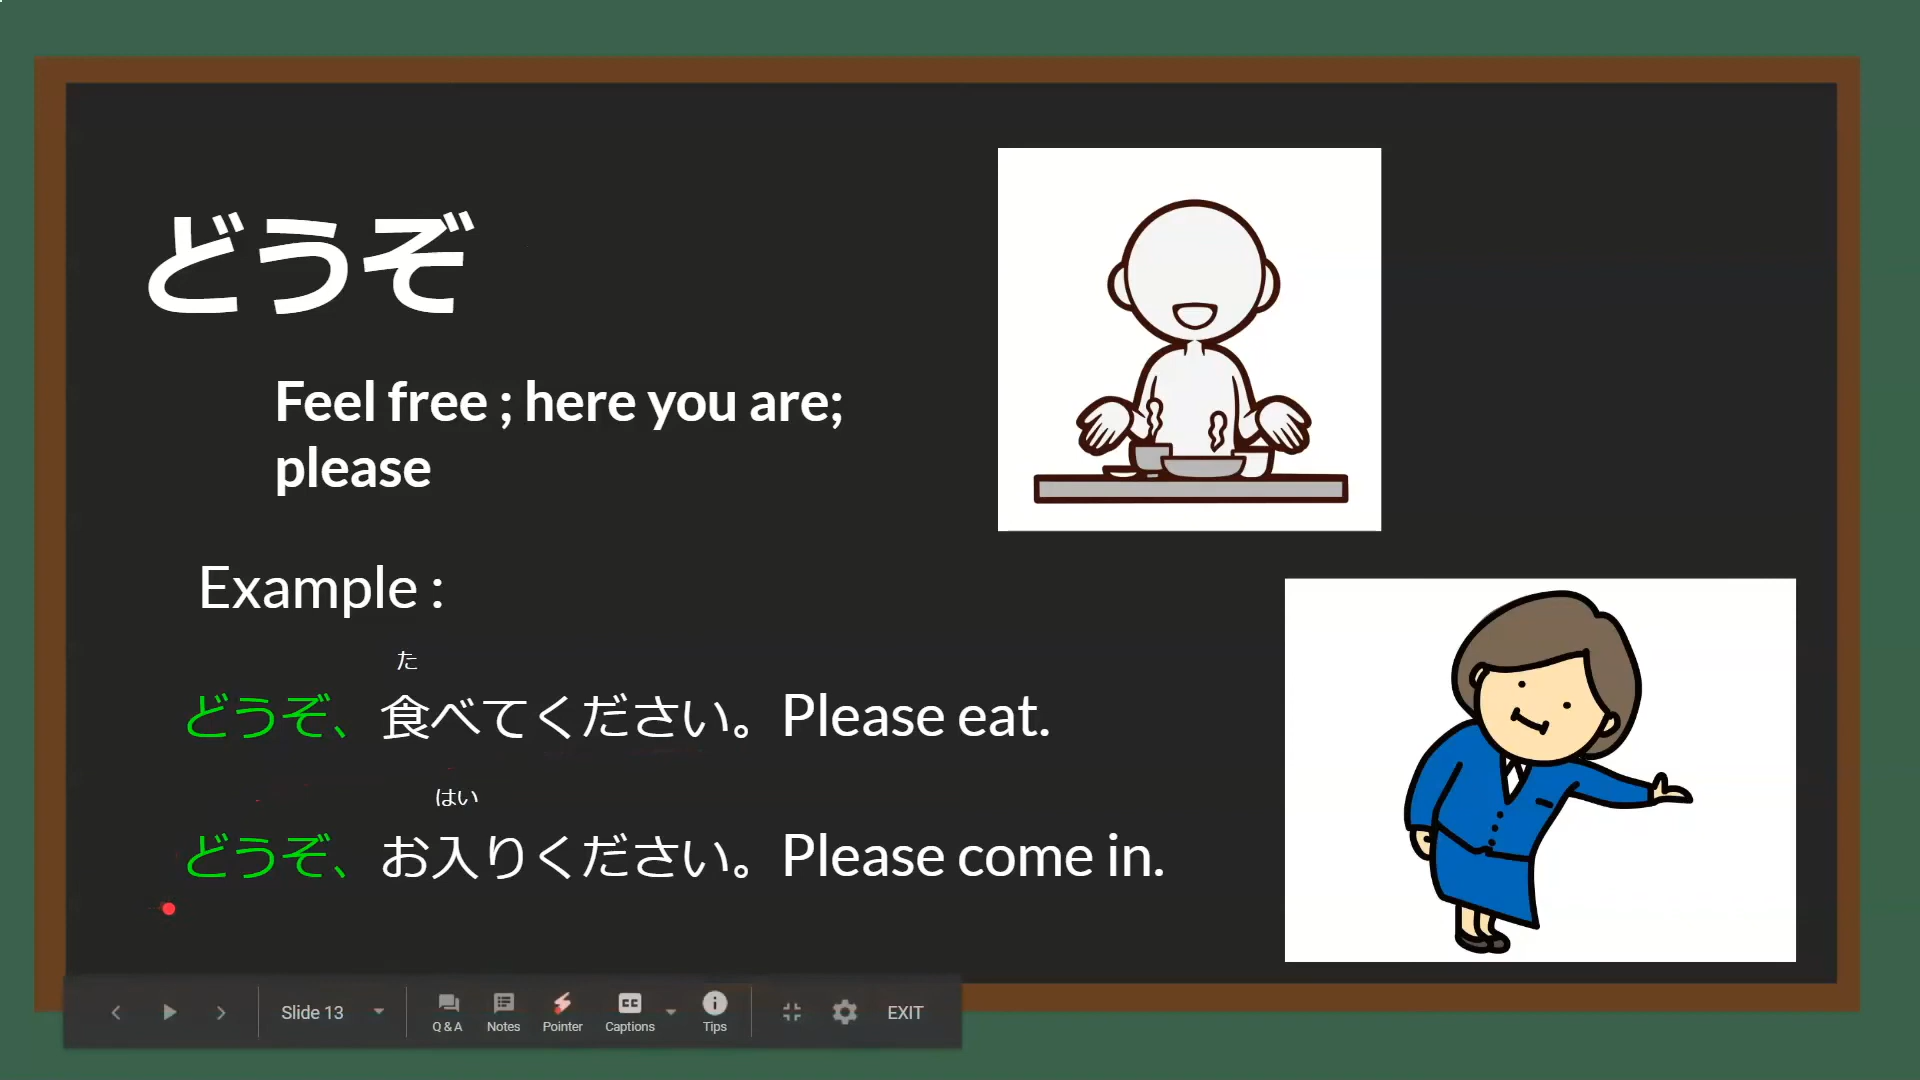 どうぞ
Feel free ; here you are;
please
Example :
た
どうぞ、食べてください。Please eat.
はい
どうぞ、お入りください。Please come in.
Slide 13
Q & A
Notes
Pointer
CC
Captions
Tips
EXIT